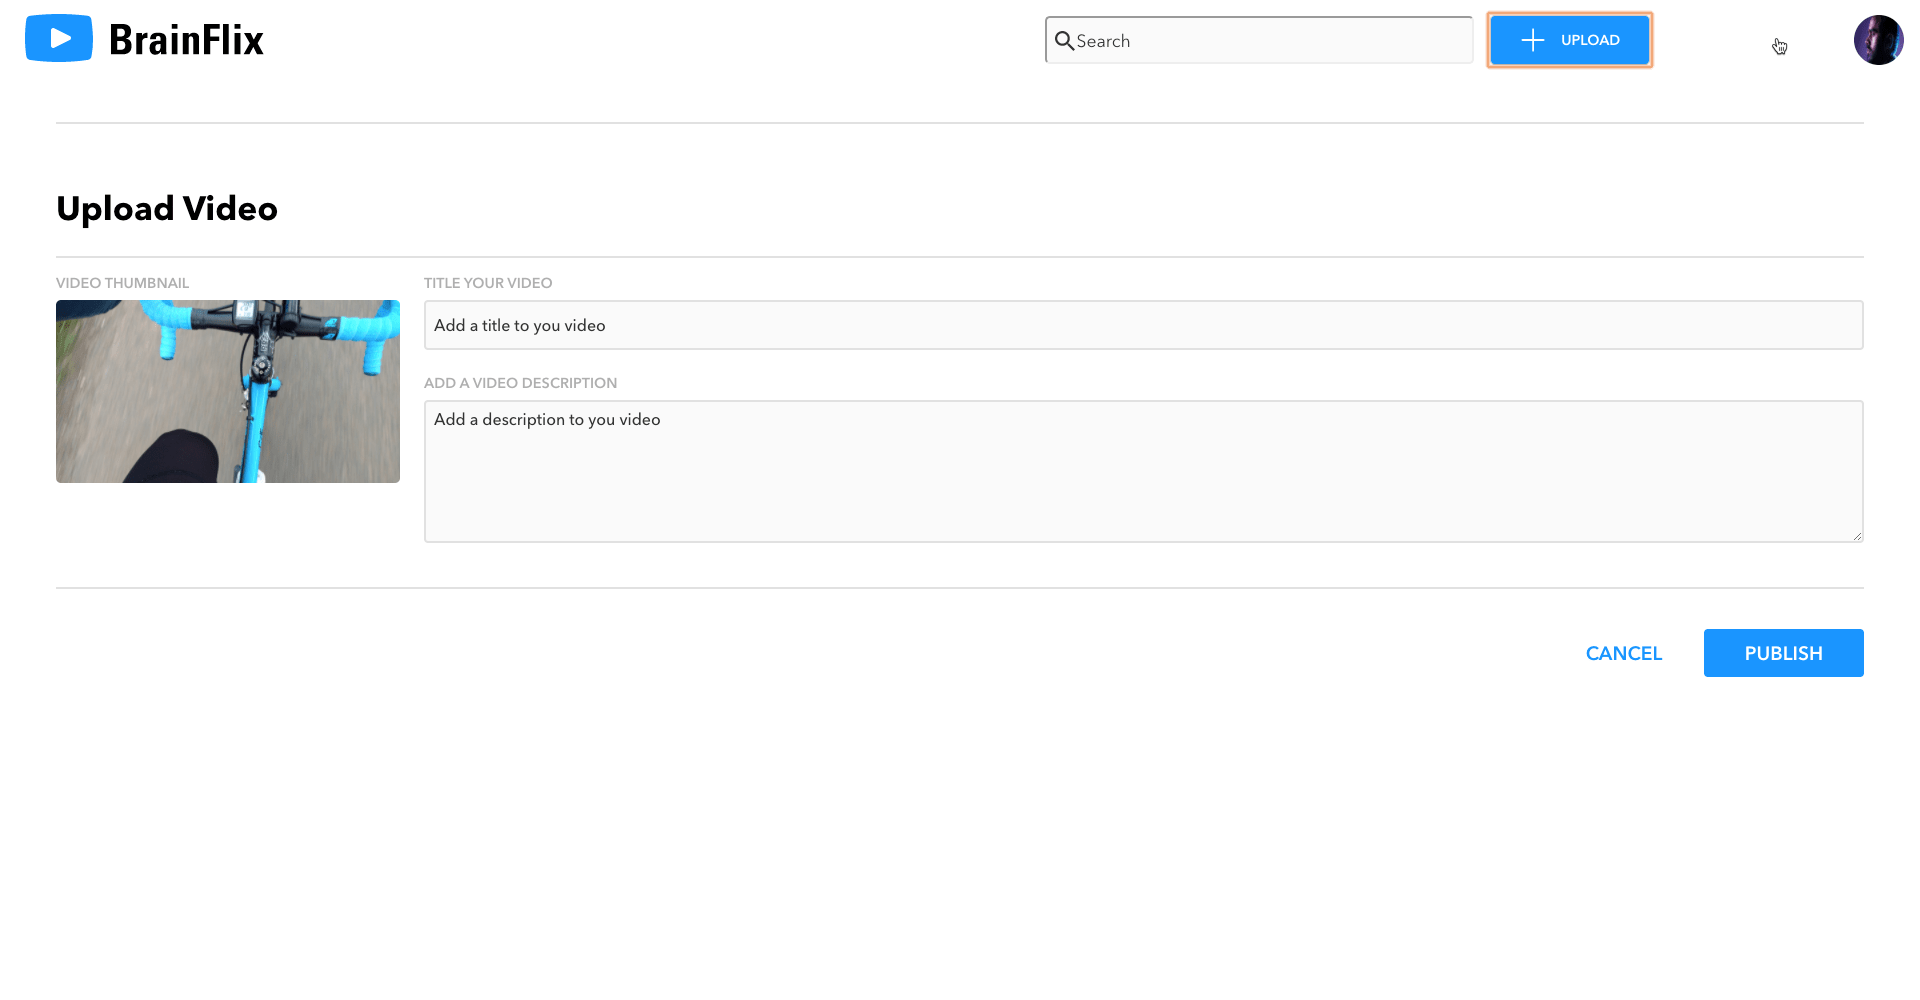 BrainFlix
Search
UPLOAD
Upload Video
VIDEO THUMBNAIL
TITLE YOUR VIDEO
Add a title to you video
ADD A VIDEO DESCRIPTION
Add a description to you video
CANCEL
PUBLISH